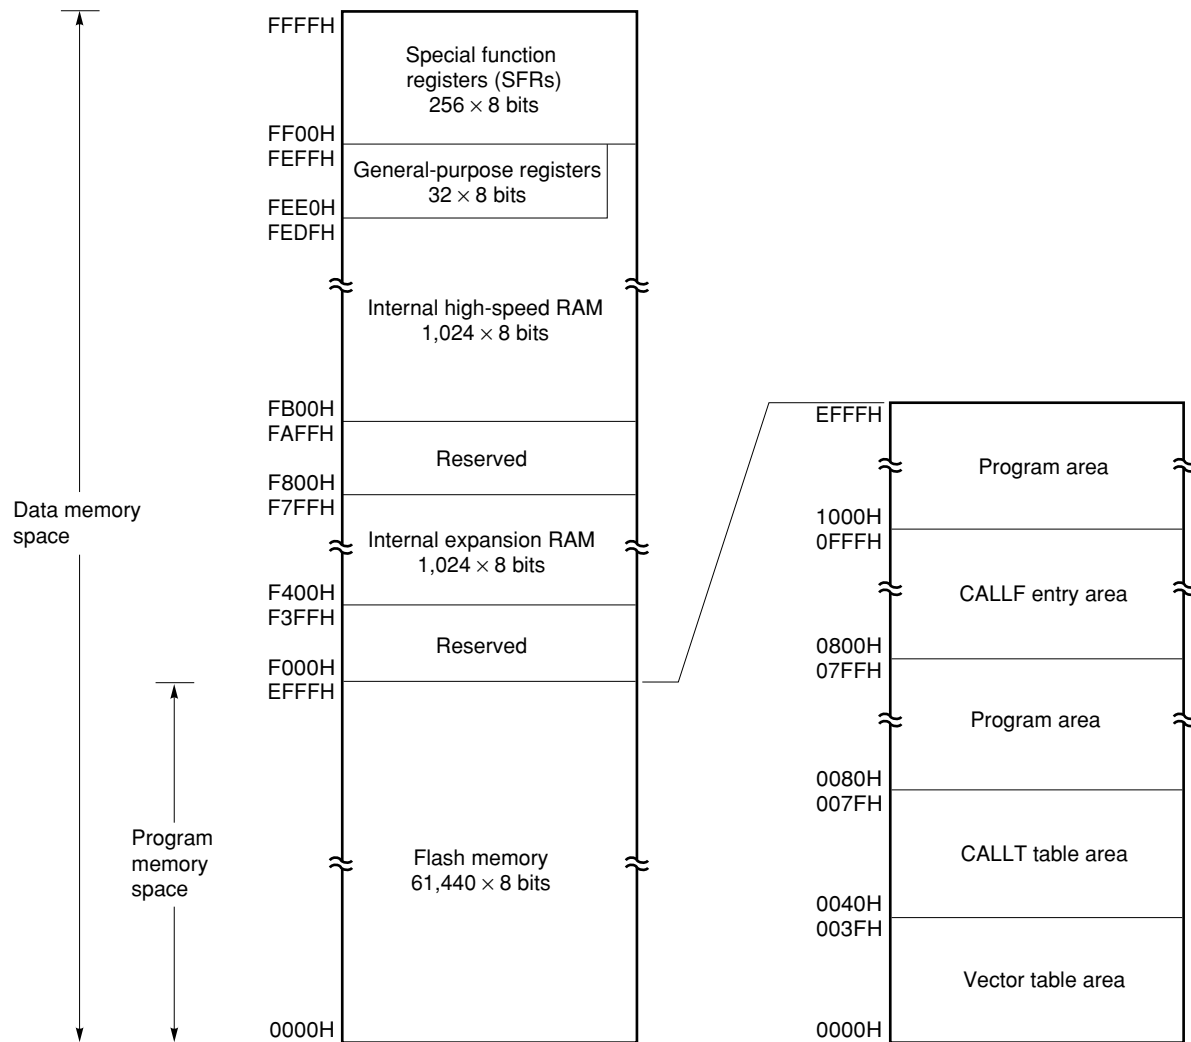 FFFFH
Special function
registers (SFRs)
256 × 8 bits
FF00H
FEFFH
General-purpose registers
32 × 8 bits
FEE0H
FEDFH
Internal high-speed RAM
1,024 × 8 bits
FB00H
FAFFH
Reserved
F800H
F7FFH
Data memory
space
Internal expansion RAM
1,024 × 8 bits
F400H
F3FFH
Reserved
F000H
EFFFH
Program
memory
space
Flash memory
61,440 × 8 bits
0000H
EFFFH
Program area
1000H
0FFFH
CALLF entry area
0800H
07FFH
Program area
0080H
007FH
CALLT table area
0040H
003FH
Vector table area
0000H